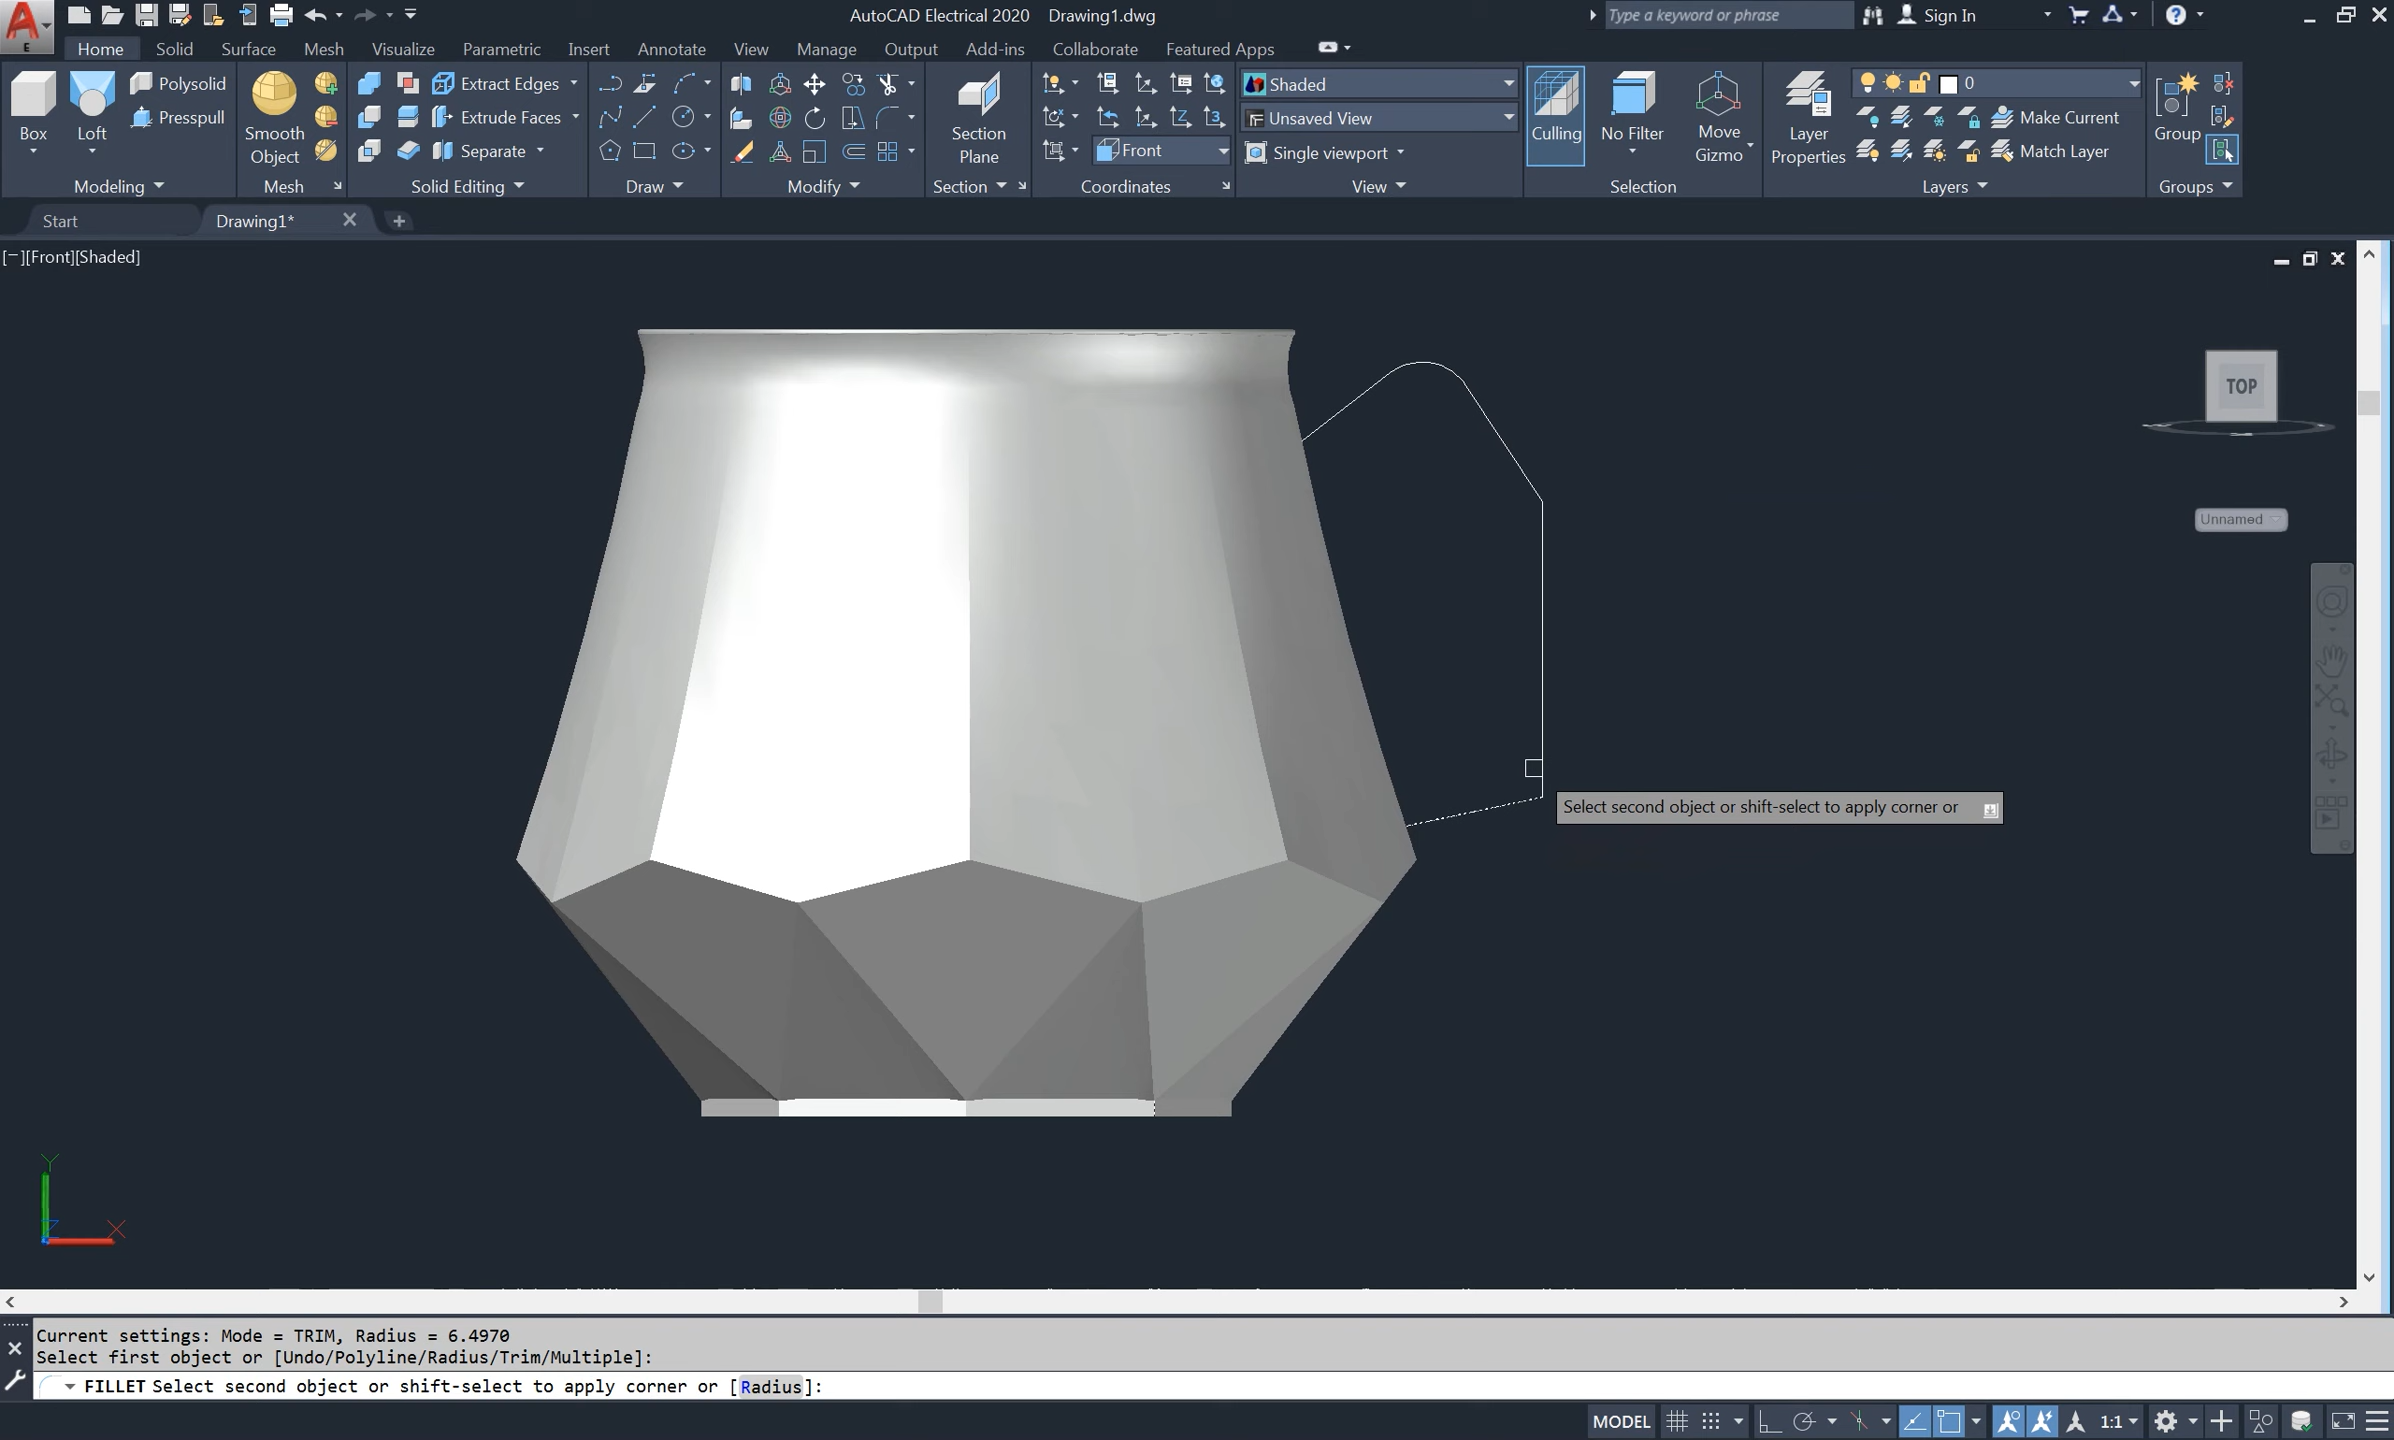 AutoCAD Electrical 2020 Drawing1.dwg
Type a keyword or phrase
Sign In
E
Home Solid Surface Mesh Visualize Parametric Insert Annotate View Manage Output Add-ins Collaborate Featured Apps
Box
Loft
Polysolid
Presspull
Modeling
Smooth
Object
Mesh
Extract Edges
Extrude Faces
Separate
Solid Editing
Draw
Modify
Section
Plane
Section
Front
Coordinates
Shaded
Unsaved View
Single viewport
View
Culling
No Filter
Move
Gizmo
Selection
Layer
Properties
0
Make Current
Match Layer
Layers
Group
Groups
Start
Drawing1*
[−][Front][Shaded]
TOP
Unnamed
Select second object or shift-select to apply corner or
Y
X
Current settings: Mode = TRIM, Radius = 6.4970
Select first object or [Undo/Polyline/Radius/Trim/Multiple]:
FILLET Select second object or shift-select to apply corner or [Radius]:
MODEL
1:1